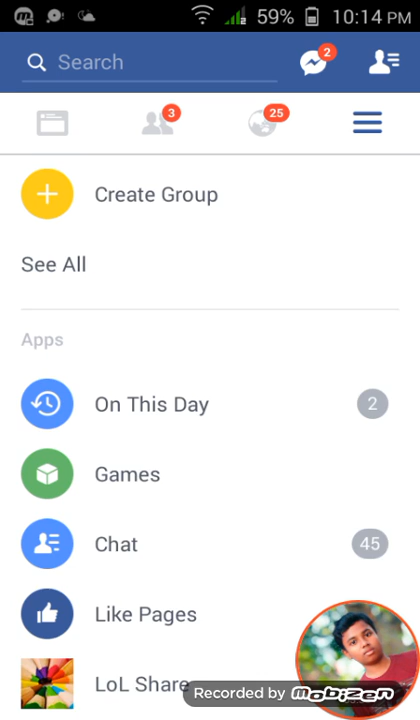 59% 10:14 PM
Search
2
3
25
Create Group
See All
Apps
On This Day
2
Games
Chat
45
Like Pages
LoL Share
Recorded by Mobizen